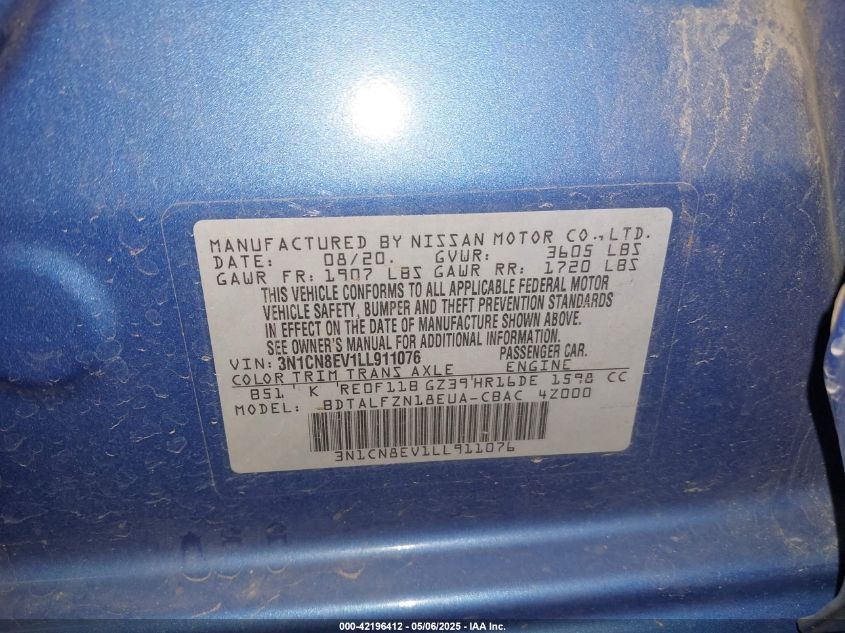 MANUFACTURED BY NISSAN MOTOR CO., LTD.
DATE: 08/20. GVWR: 3605 LBS
GAWR FR: 1907 LBS GAWR RR: 1720 LBS
THIS VEHICLE CONFORMS TO ALL APPLICABLE FEDERAL MOTOR
VEHICLE SAFETY, BUMPER AND THEFT PREVENTION STANDARDS
IN EFFECT ON THE DATE OF MANUFACTURE SHOWN ABOVE.
SEE OWNER'S MANUAL FOR ADDITIONAL INFORMATION.
VIN: 3N1CN8EV1LL911076 PASSENGER CAR.
COLOR TRIM TRANS AXLE ENGINE
B51 K RE0F11B GZ39 HR16DE 1598 CC
MODEL: BDTALFZN18EUA-CBAC 4Z000
3N1CN8EV1LL911076
000-42196412 - 05/06/2025 - IAA Inc.